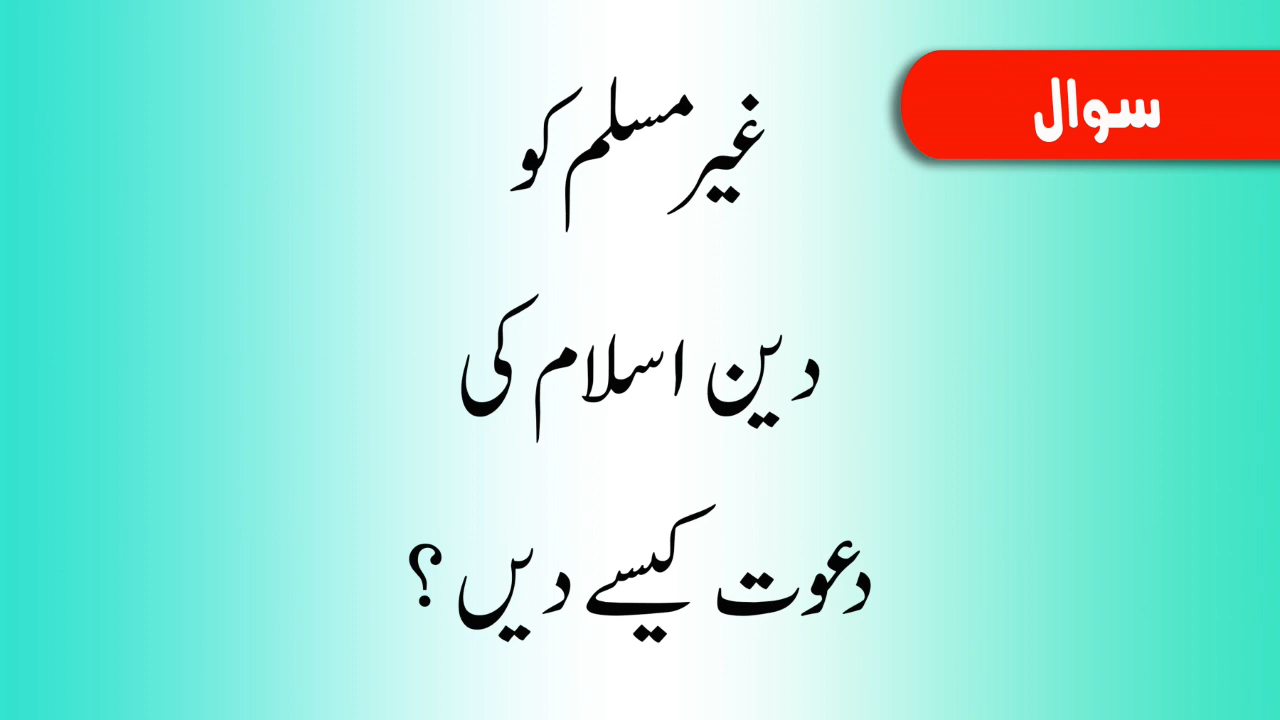 سوال
غیر مسلم کو
دین اسلام کی
دعوت کیسے دیں ؟